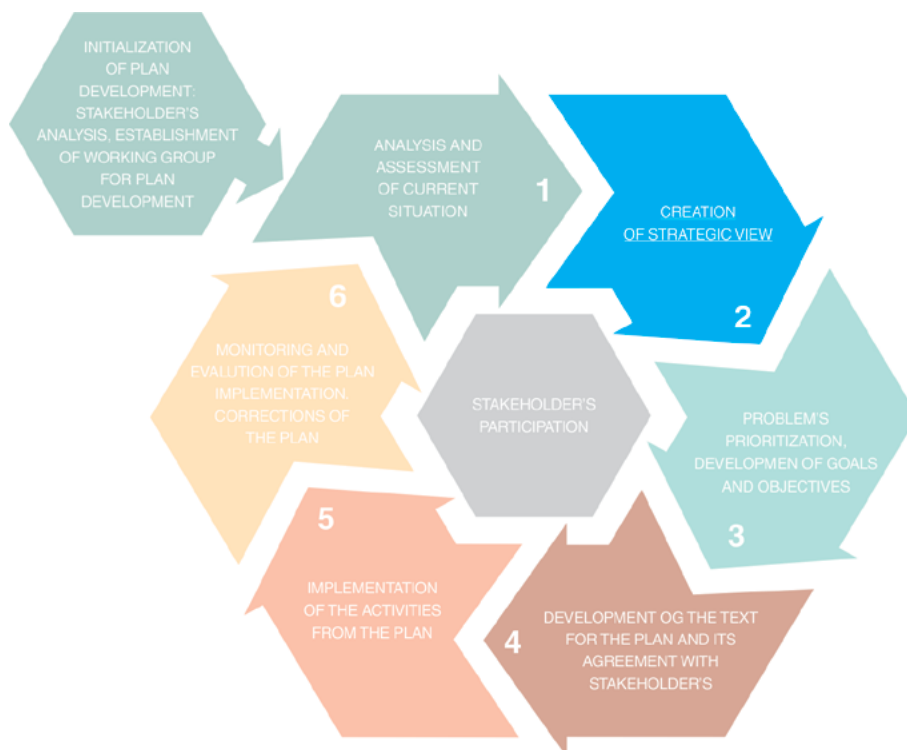 INITIALIZATION
OF PLAN
DEVELOPMENT:
STAKEHOLDER'S
ANALYSIS, ESTABLISHMENT
OF WORKING GROUP
FOR PLAN
DEVELOPMENT
ANALYSIS AND
ASSESSMENT
OF CURRENT
SITUATION
1
CREATION
OF STRATEGIC VIEW
2
PROBLEM'S
PRIORITIZATION,
DEVELOPMEN OF GOALS
AND OBJECTIVES
3
DEVELOPMENT OG THE TEXT
FOR THE PLAN AND ITS
AGREEMENT WITH
STAKEHOLDER'S
4
5
IMPLEMENTATION
OF THE ACTIVITIES
FROM THE PLAN
6
MONITORING AND
EVALUTION OF THE PLAN
IMPLEMENTATION.
CORRECTIONS OF
THE PLAN
STAKEHOLDER'S
PARTICIPATION